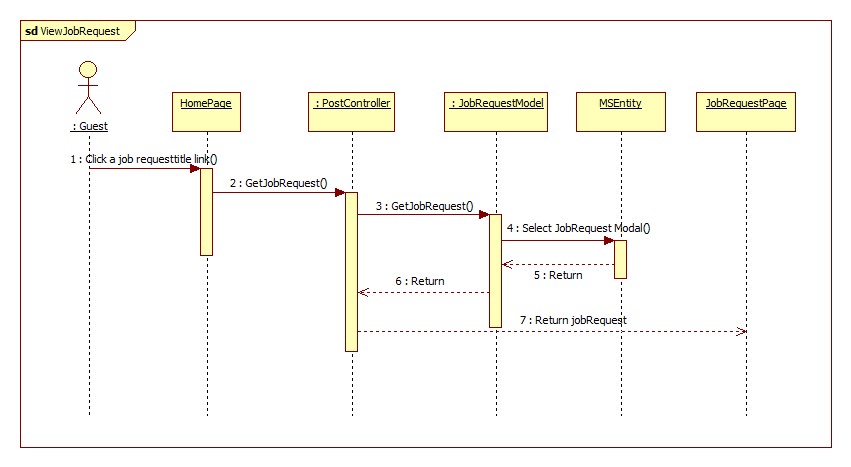 sd ViewJobRequest
: Guest
HomePage
: PostController
: JobRequestModel
MSEntity
JobRequestPage
1 : Click a job requesttitle link()
2 : GetJobRequest()
3 : GetJobRequest()
4 : Select JobRequest Modal()
5 : Return
6 : Return
7 : Return jobRequest